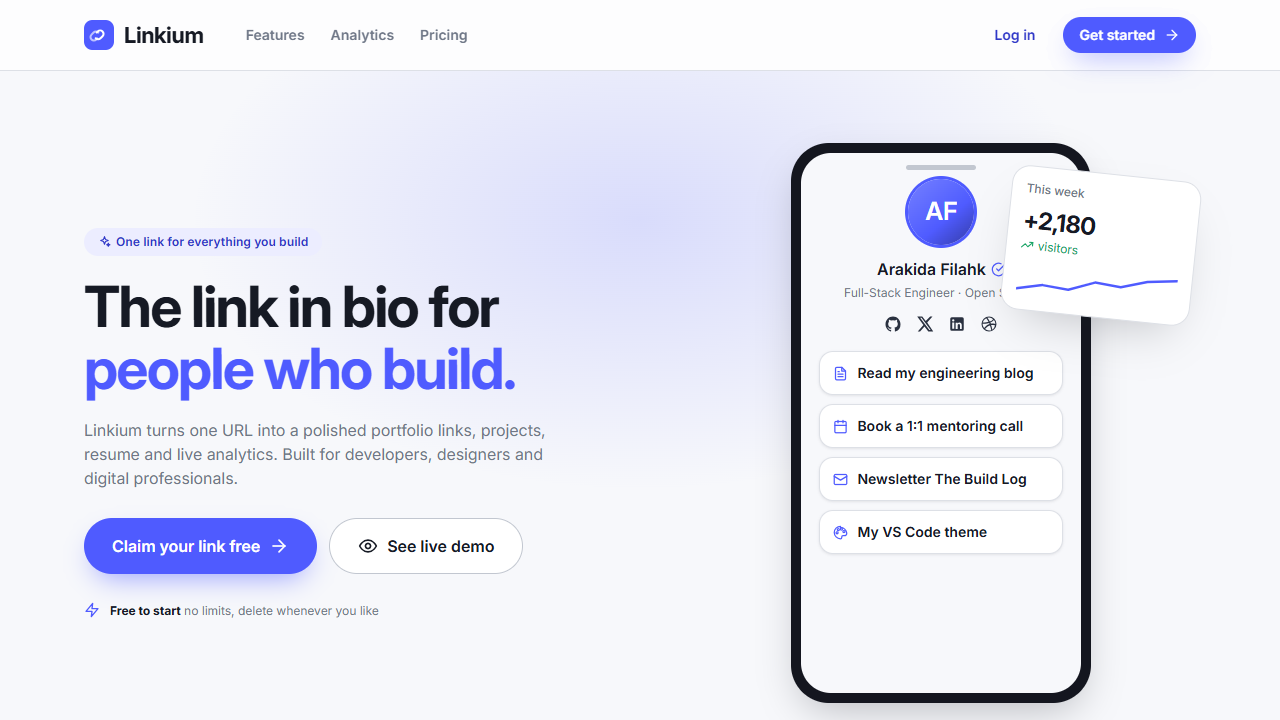 Linkium
Features
Analytics
Pricing
Log in
Get started
One link for everything you build
The link in bio for
people who build.
Linkium turns one URL into a polished portfolio links, projects,
resume and live analytics. Built for developers, designers and
digital professionals.
Claim your link free
See live demo
Free to start no limits, delete whenever you like
AF
Arakida Filahk
Full-Stack Engineer · Open
This week
+2,180
visitors
Read my engineering blog
Book a 1:1 mentoring call
Newsletter The Build Log
My VS Code theme